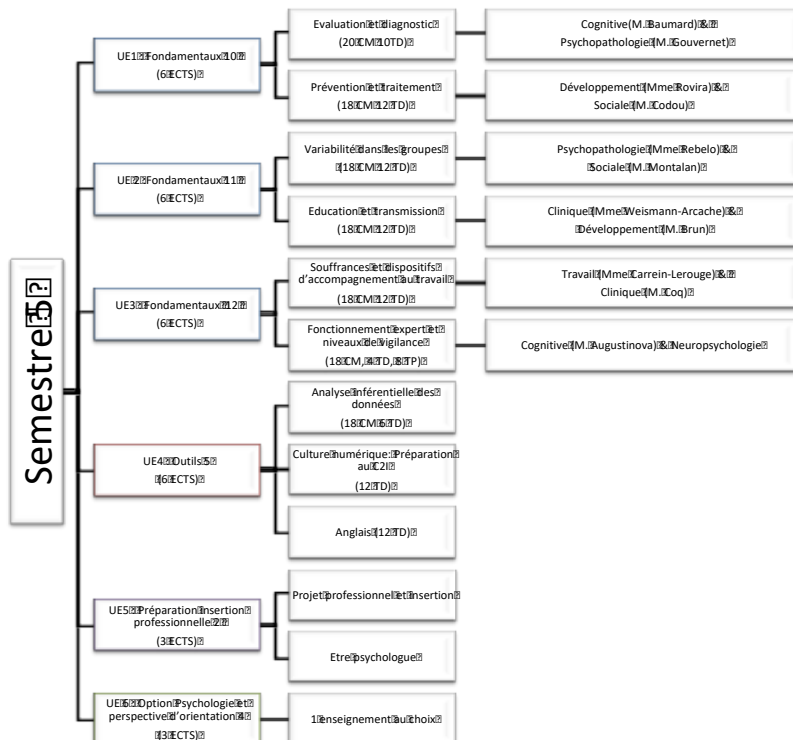 Semestre 5
UE1 : Fondamentaux 10
(6 ECTS)
Evaluation et diagnostic
(20 CM 10TD)
Cognitive (M. Baumard) &
Psychopathologie (M. Gouvernet)
Prévention et traitement
(18 CM 12 TD)
Développement (Mme Rovira) &
Sociale (M. Codou)
UE 2 : Fondamentaux 11
(6 ECTS)
Variabilité dans les groupes
(18 CM 12 TD)
Psychopathologie (Mme Rebelo) &
Sociale (M. Montalan)
Education et transmission
(18 CM 12 TD)
Clinique (Mme Weismann-Arcache) &
Développement (M. Brun)
UE3 : Fondamentaux 12
(6 ECTS)
Souffrances et dispositifs
d'accompagnement au travail
(18 CM 12 TD)
Travail (Mme Carrein-Lerouge) &
Clinique (M. Coq)
Fonctionnement expert et
niveaux de vigilance
(18 CM, 4 TD, 8 TP)
Cognitive (M. Augustinova) & Neuropsychologie
UE4 : Outils 5
(6 ECTS)
Analyse inférentielle des
données
(18 CM 6 TD)
Culture numérique: Préparation
au C2I
(12 TD)
Anglais (12 TD)
UE5 : Préparation insertion
professionnelle 2
(3 ECTS)
Projet professionnel et insertion
Etre psychologue
UE 6 : Option Psychologie et
perspective d'orientation 4
(3 ECTS)
1 enseignement au choix